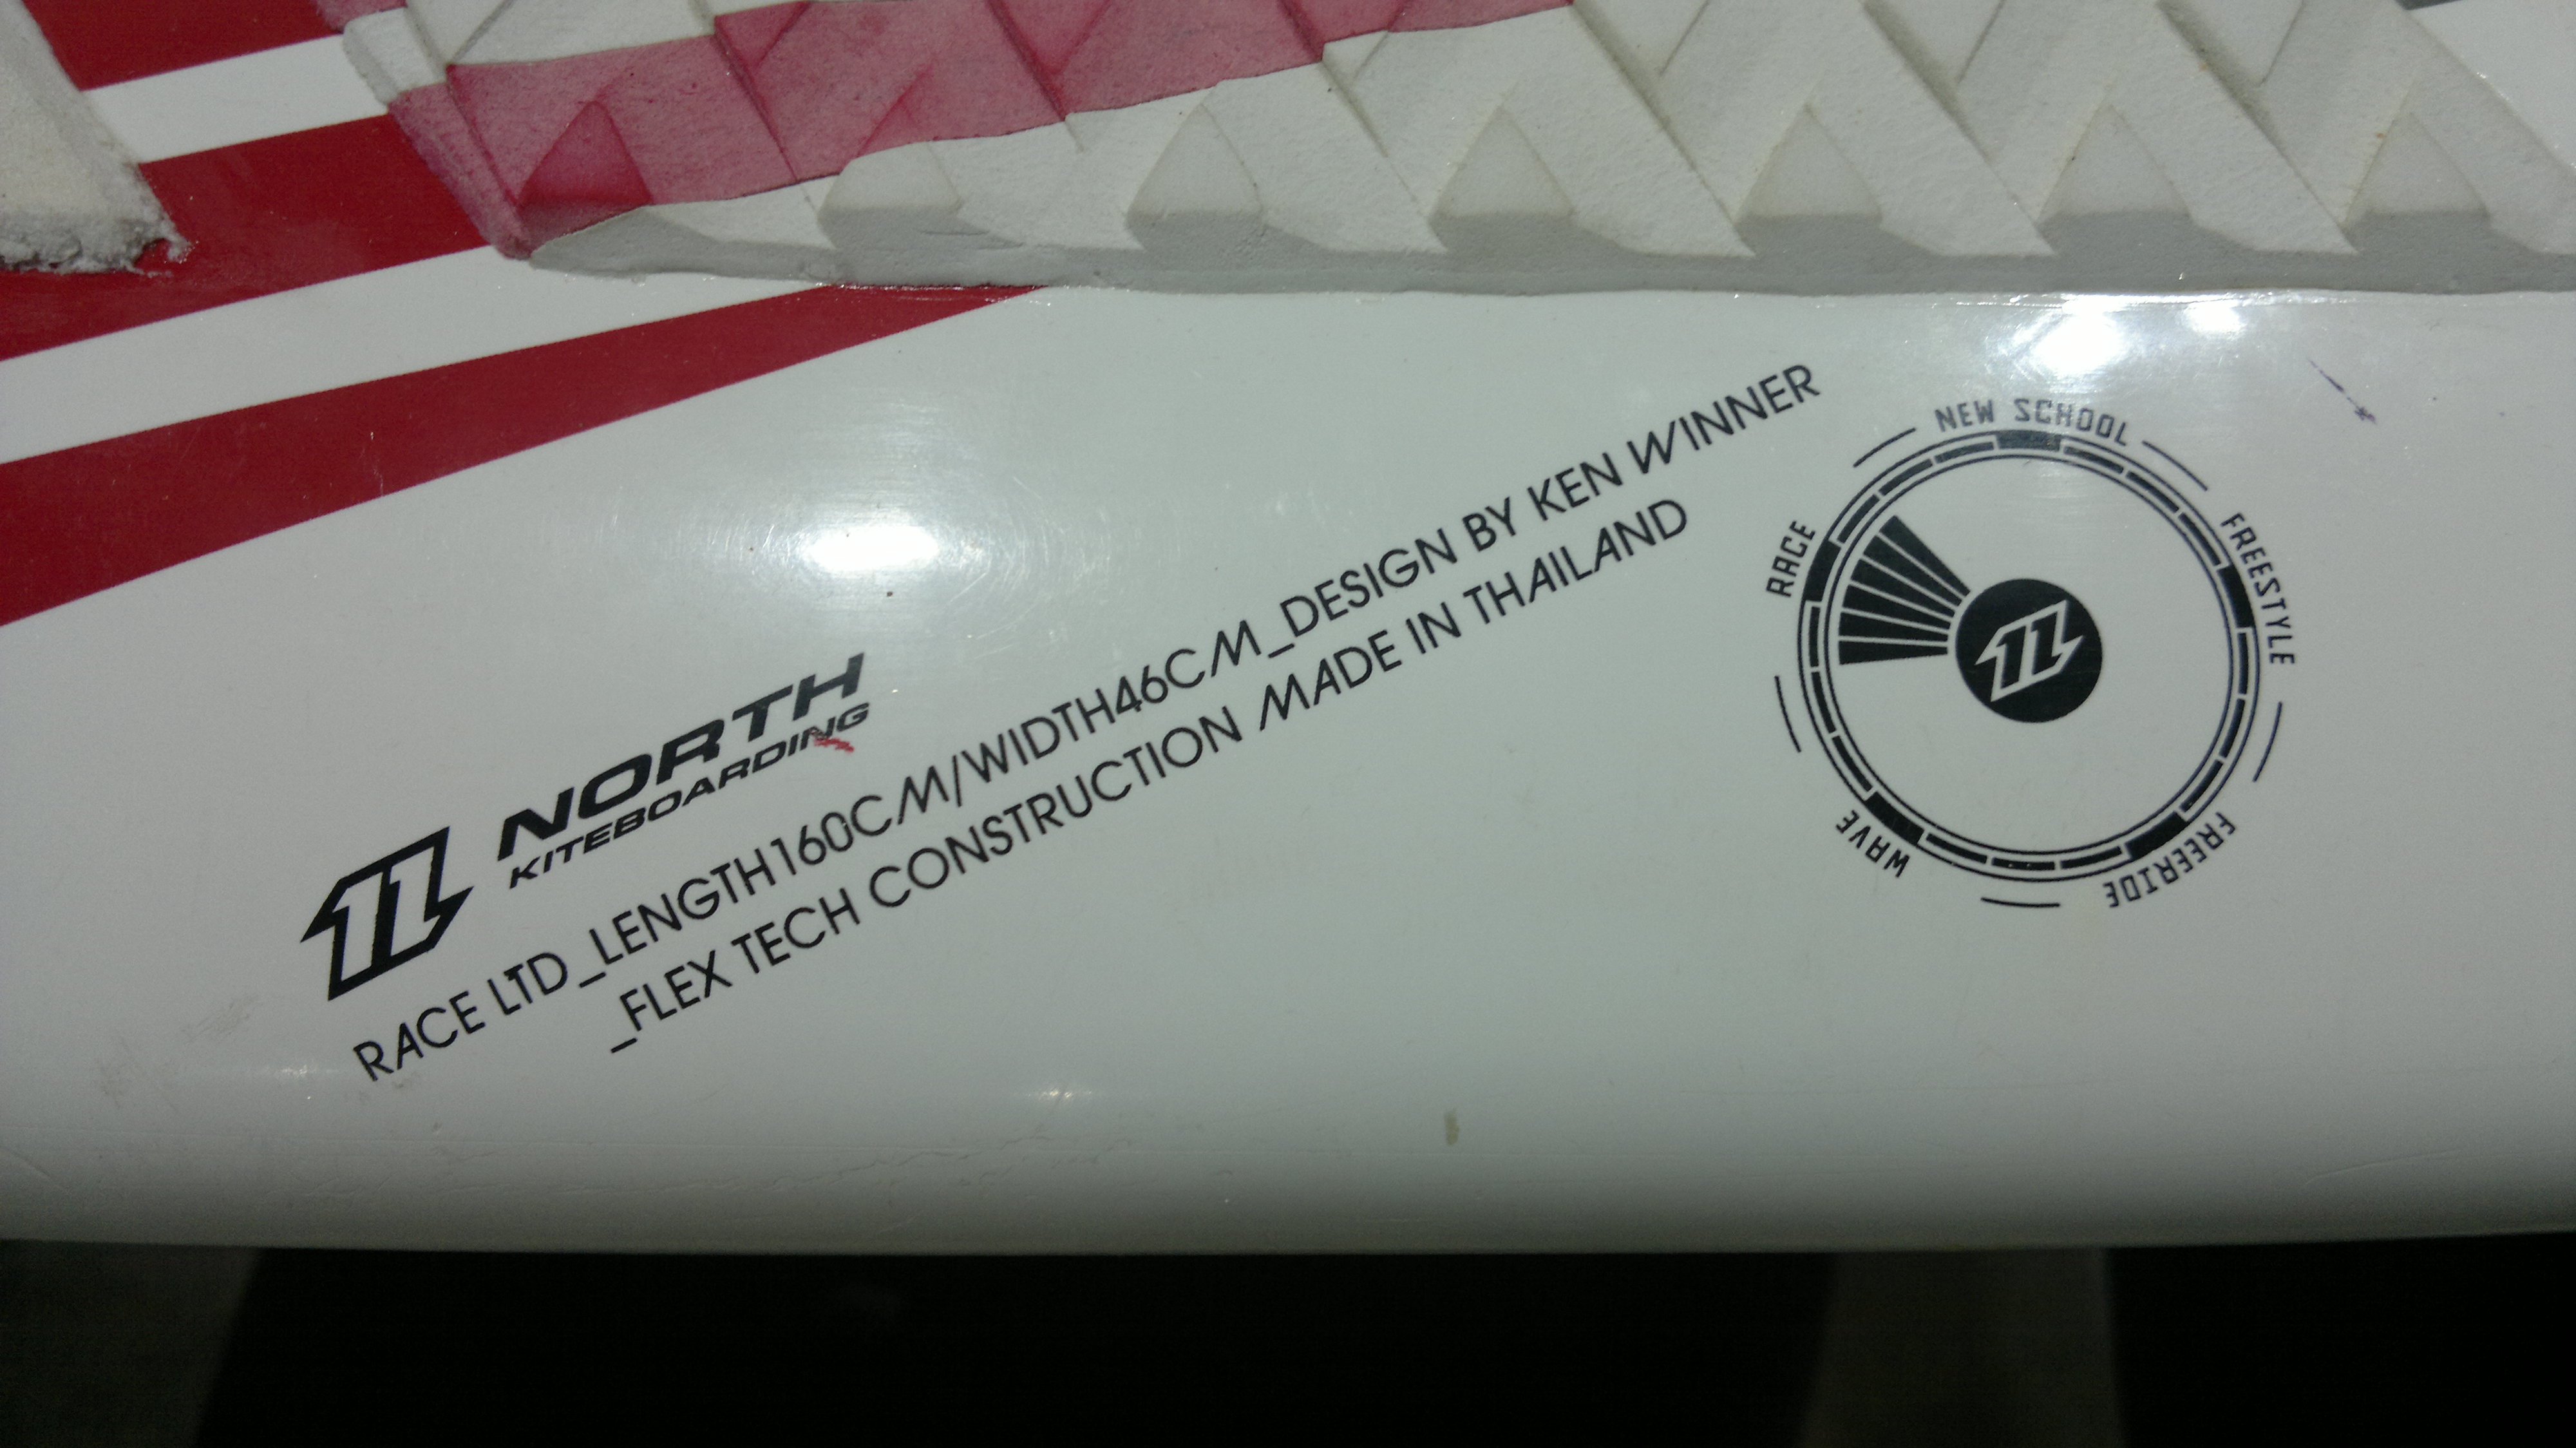 NORTH
KITEBOARDING
RACE LTD_LENGTH160CM/WIDTH46CM_DESIGN BY KEN WINNER
_FLEX TECH CONSTRUCTION MADE IN THAILAND
NEW SCHOOL
FREESTYLE
FREERIDE
WAVE
RACE